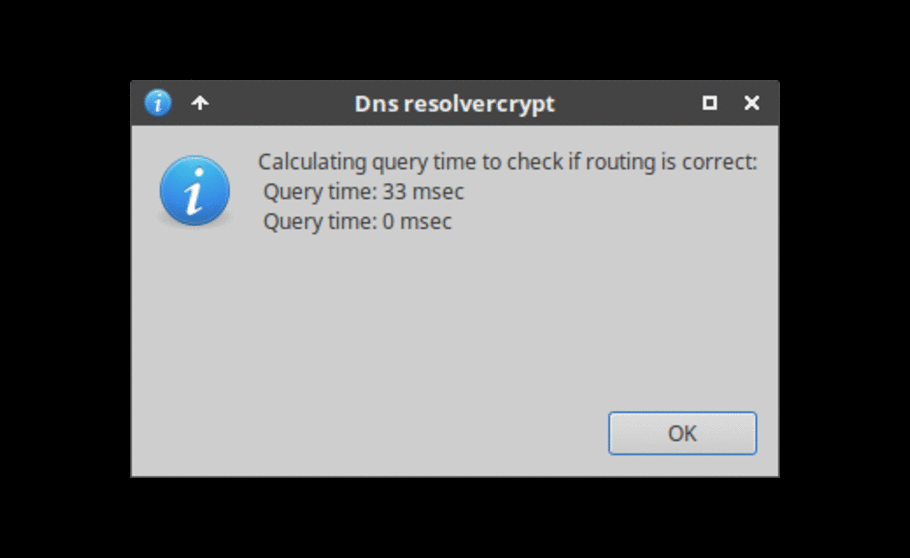 Dns resolvercrypt
Calculating query time to check if routing is correct:
Query time: 33 msec
Query time: 0 msec
OK